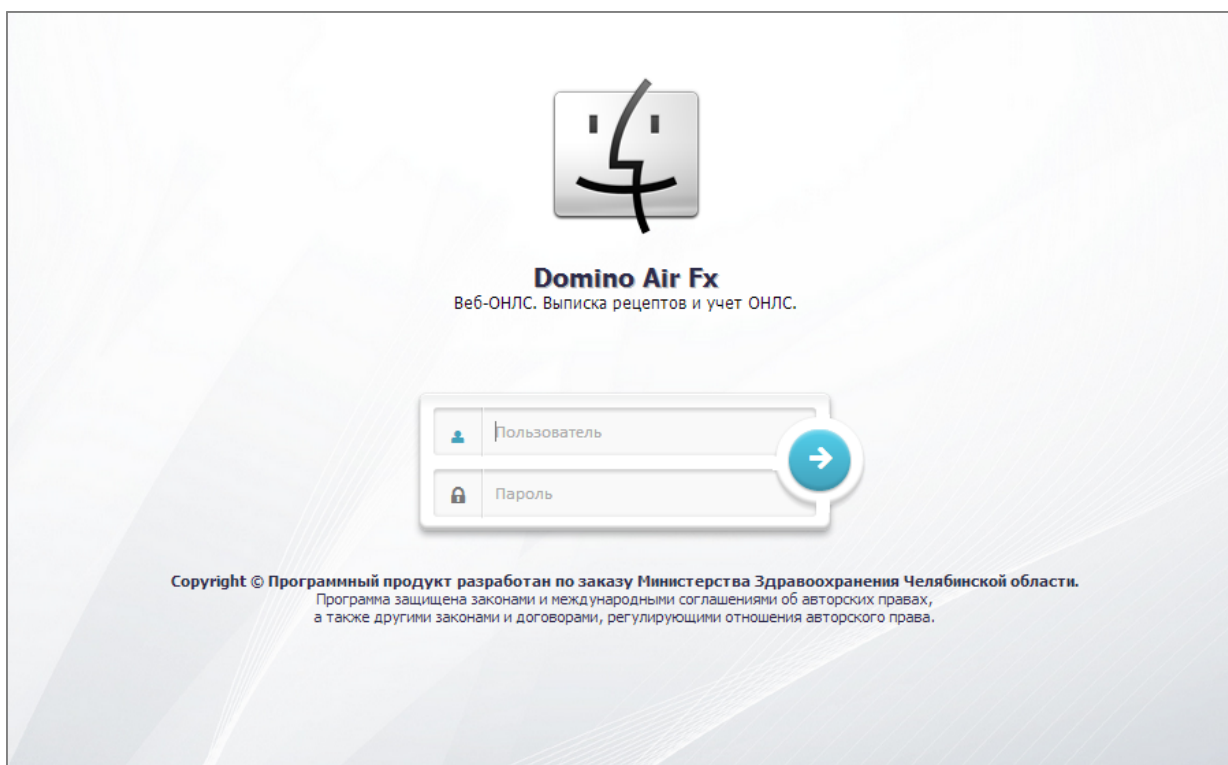 Domino Air Fx
Веб-ОНЛС. Выписка рецептов и учет ОНЛС.
Пользователь
Пароль
Copyright © Программный продукт разработан по заказу Министерства Здравоохранения Челябинской области.
Программа защищена законами и международными соглашениями об авторских правах,
а также другими законами и договорами, регулирующими отношения авторского права.